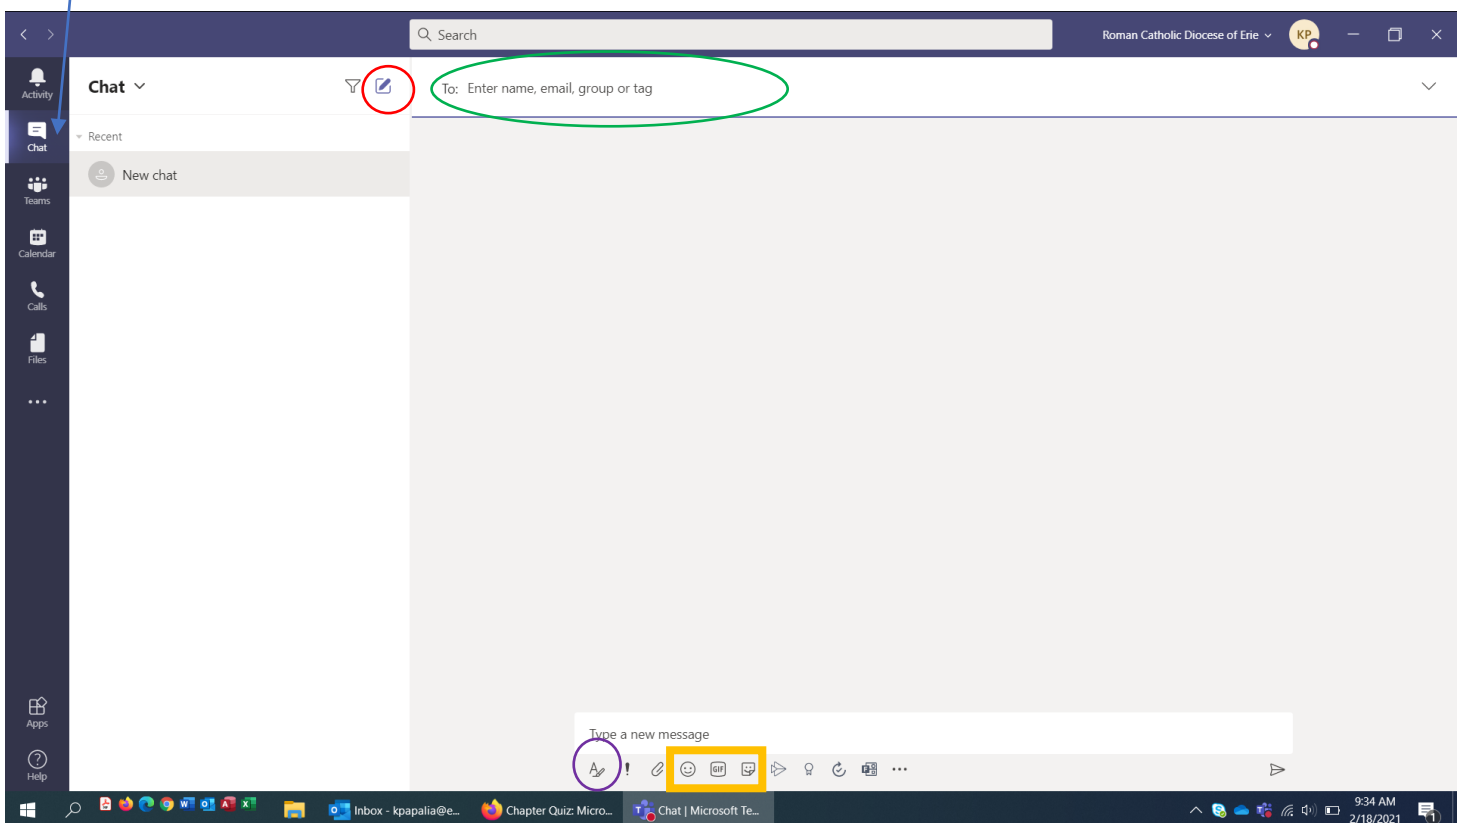 Search
Roman Catholic Diocese of Erie
KP
Activity
Chat
To: Enter name, email, group or tag
Chat
Recent
New chat
Teams
Calendar
Calls
Files
Apps
Help
Type a new message
GIF
Inbox - kpapalia@e...
Chapter Quiz: Micro...
Chat | Microsoft Te...
9:34 AM
2/18/2021